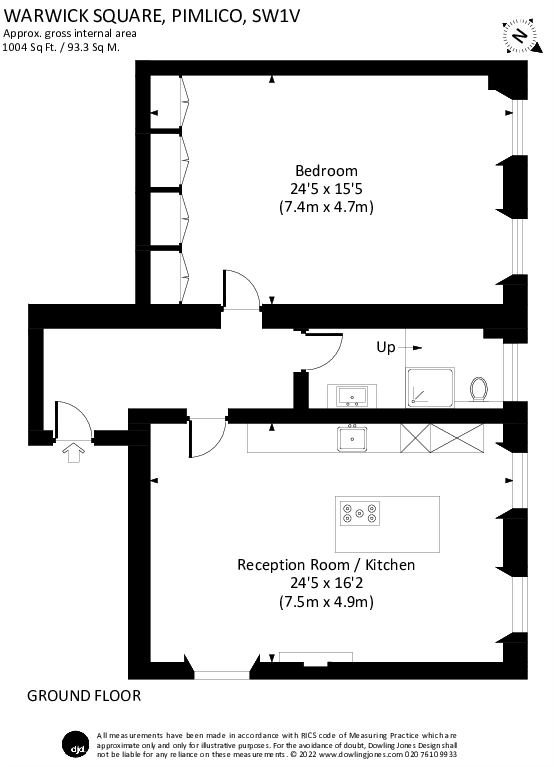 WARWICK SQUARE, PIMLICO, SW1V
Approx. gross internal area
1004 Sq Ft. / 93.3 Sq M.
N
Bedroom
24'5 x 15'5
(7.4m x 4.7m)
Up
Reception Room / Kitchen
24'5 x 16'2
(7.5m x 4.9m)
GROUND FLOOR
djd.
All measurements have been made in accordance with RICS code of Measuring Practice which are
approximate only and only for illustrative purposes. For the avoidance of doubt, Dowling Jones Design shall
not be liable for any reliance on these measurements. © 2022 www.dowlingjones.com 020 7610 9933